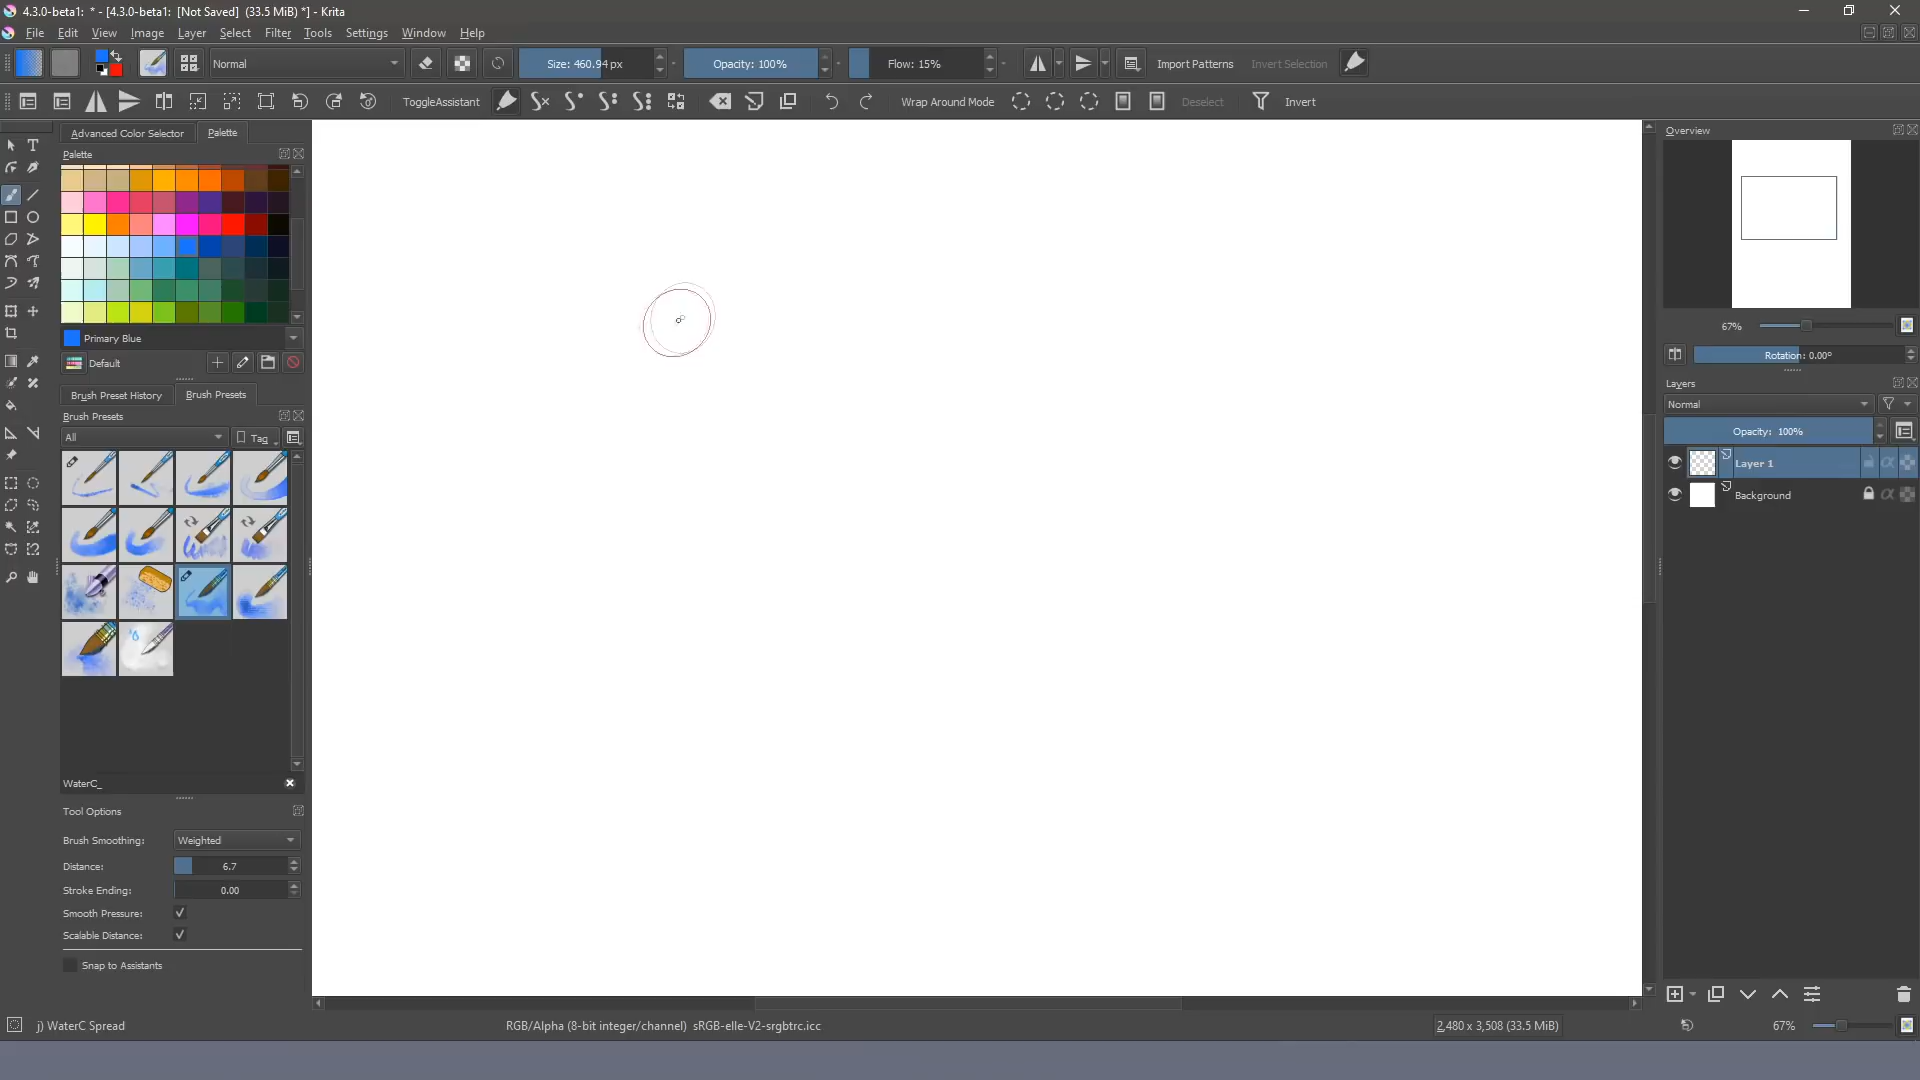 4.3.0-beta1:  * - [4.3.0-beta1:  [Not Saved]  (33.5 MiB) *] - Krita
File Edit View Image Layer Select Filter Tools Settings Window Help
Normal Size: 460.94 px Opacity: 100% Flow: 15% Import Patterns Invert Selection
ToggleAssistant Wrap Around Mode Deselect Invert
Advanced Color Selector Palette
Palette
Primary Blue
Default
Brush Preset History Brush Presets
Brush Presets
All Tag
WaterC_
Tool Options
Brush Smoothing: Weighted
Distance: 6.7
Stroke Ending: 0.00
Smooth Pressure:
Scalable Distance:
Snap to Assistants
Overview
67%
Rotation: 0.00°
Layers
Normal
Opacity:  100%
Layer 1
Background
j) WaterC Spread RGB/Alpha (8-bit integer/channel)  sRGB-elle-V2-srgbtrc.icc 2,480 x 3,508 (33.5 MiB) 67%